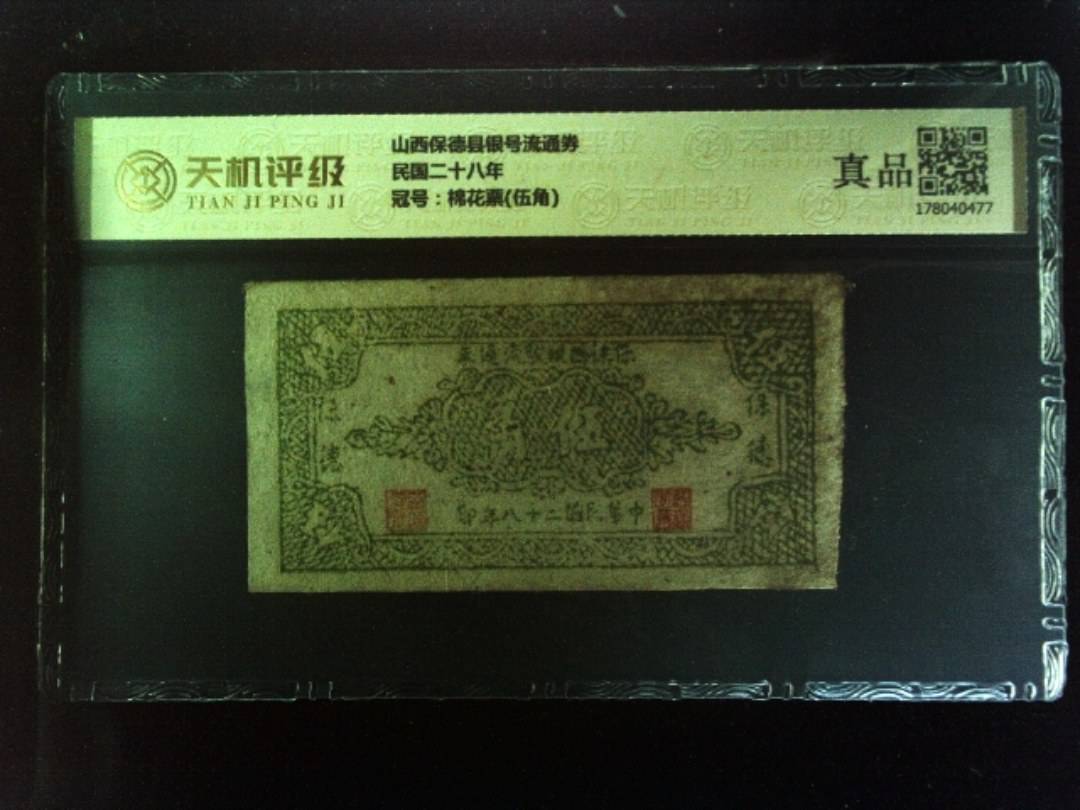 天机评级
TIAN JI PING JI
山西保德县银号流通券
民国二十八年
冠号：棉花票(伍角)
真品
178040477
保德
伍
中華民國二十八年印